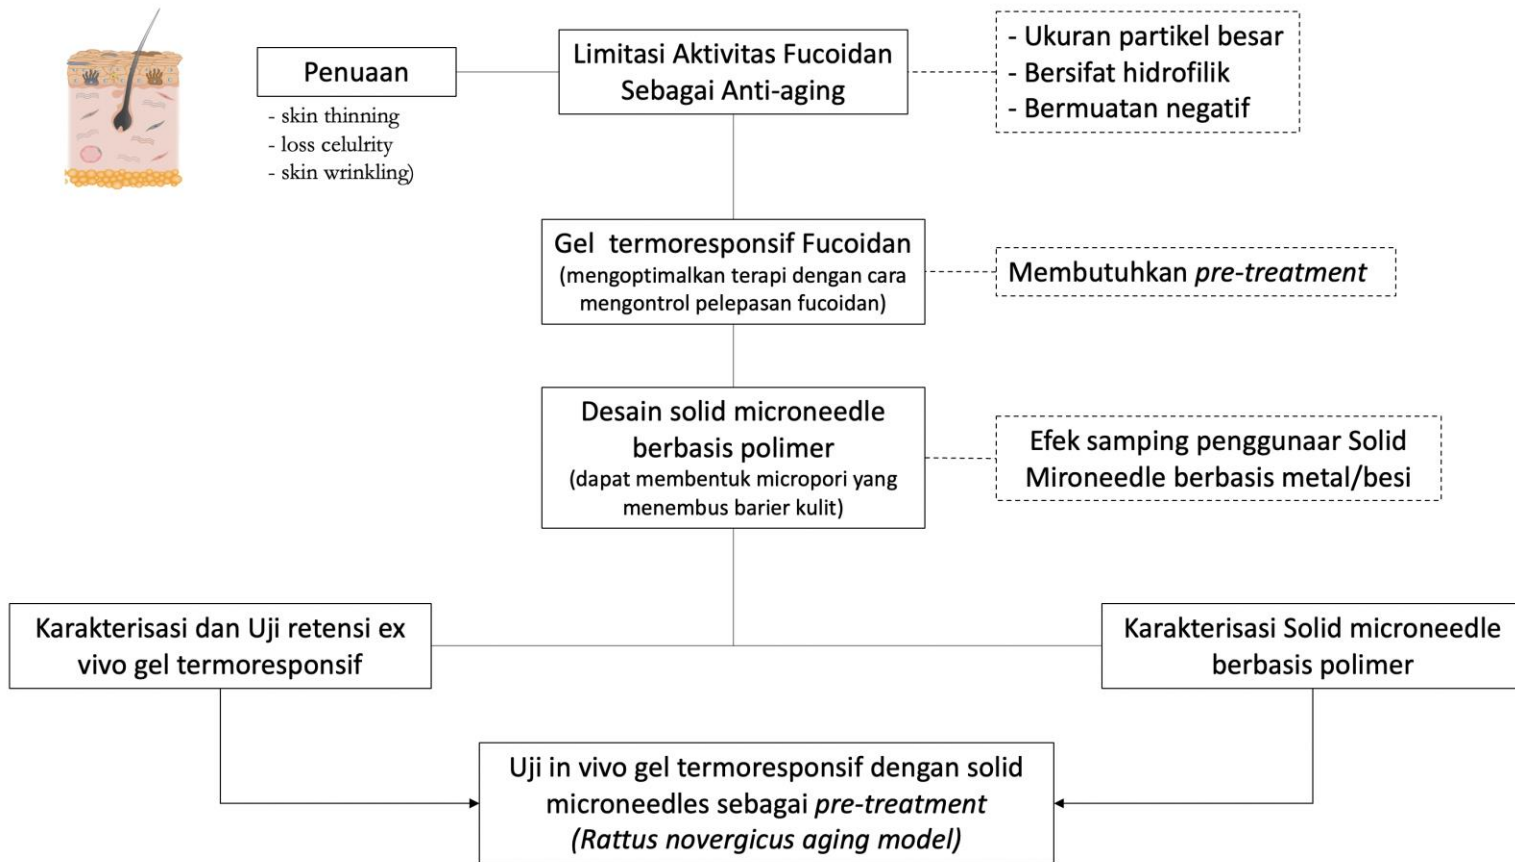 Penuaan
- skin thinning
- loss celulrity
- skin wrinkling)
Limitasi Aktivitas Fucoidan
Sebagai Anti-aging
- Ukuran partikel besar
- Bersifat hidrofilik
- Bermuatan negatif
Gel termoresponsif Fucoidan
(mengoptimalkan terapi dengan cara
mengontrol pelepasan fucoidan)
Membutuhkan pre-treatment
Desain solid microneedle
berbasis polimer
(dapat membentuk micropori yang
menembus barier kulit)
Efek samping penggunaar Solid
Mironeedle berbasis metal/besi
Karakterisasi dan Uji retensi ex
vivo gel termoresponsif
Karakterisasi Solid microneedle
berbasis polimer
Uji in vivo gel termoresponsif dengan solid
microneedles sebagai pre-treatment
(Rattus novergicus aging model)